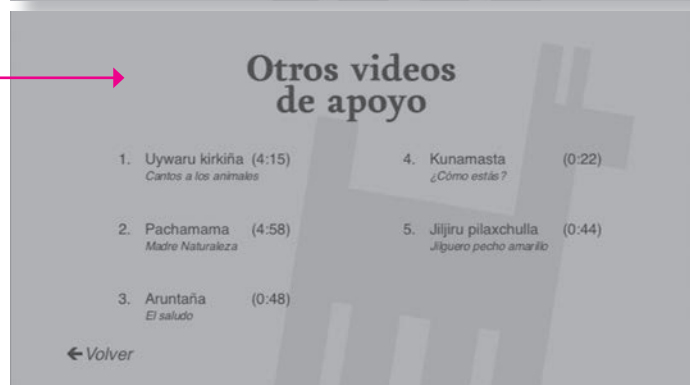 Otros videos
de apoyo
1. Uywaru kirkiña (4:15)
Cantos a los animales
2. Pachamama (4:58)
Madre Naturaleza
3. Aruntaña (0:48)
El saludo
4. Kunamasta (0:22)
¿Cómo estás?
5. Jiljiru pilaxchulla (0:44)
Jilguero pecho amarillo
Volver